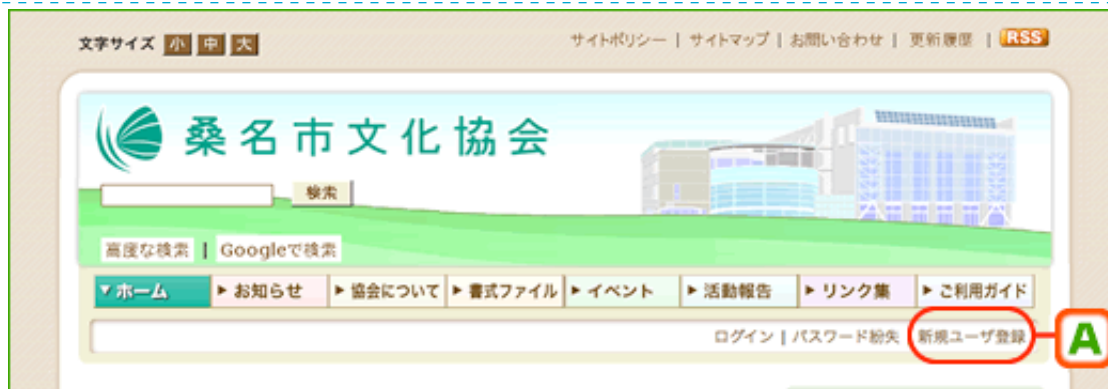 文字サイズ 小 中 大 サイトポリシー | サイトマップ | お問い合わせ | 更新履歴 | RSS
桑名市文化協会
検索
高度な検索 | Googleで検索
▼ホーム ▶お知らせ ▶協会について ▶書式ファイル ▶イベント ▶活動報告 ▶リンク集 ▶ご利用ガイド
ログイン | パスワード紛失 新規ユーザ登録 A